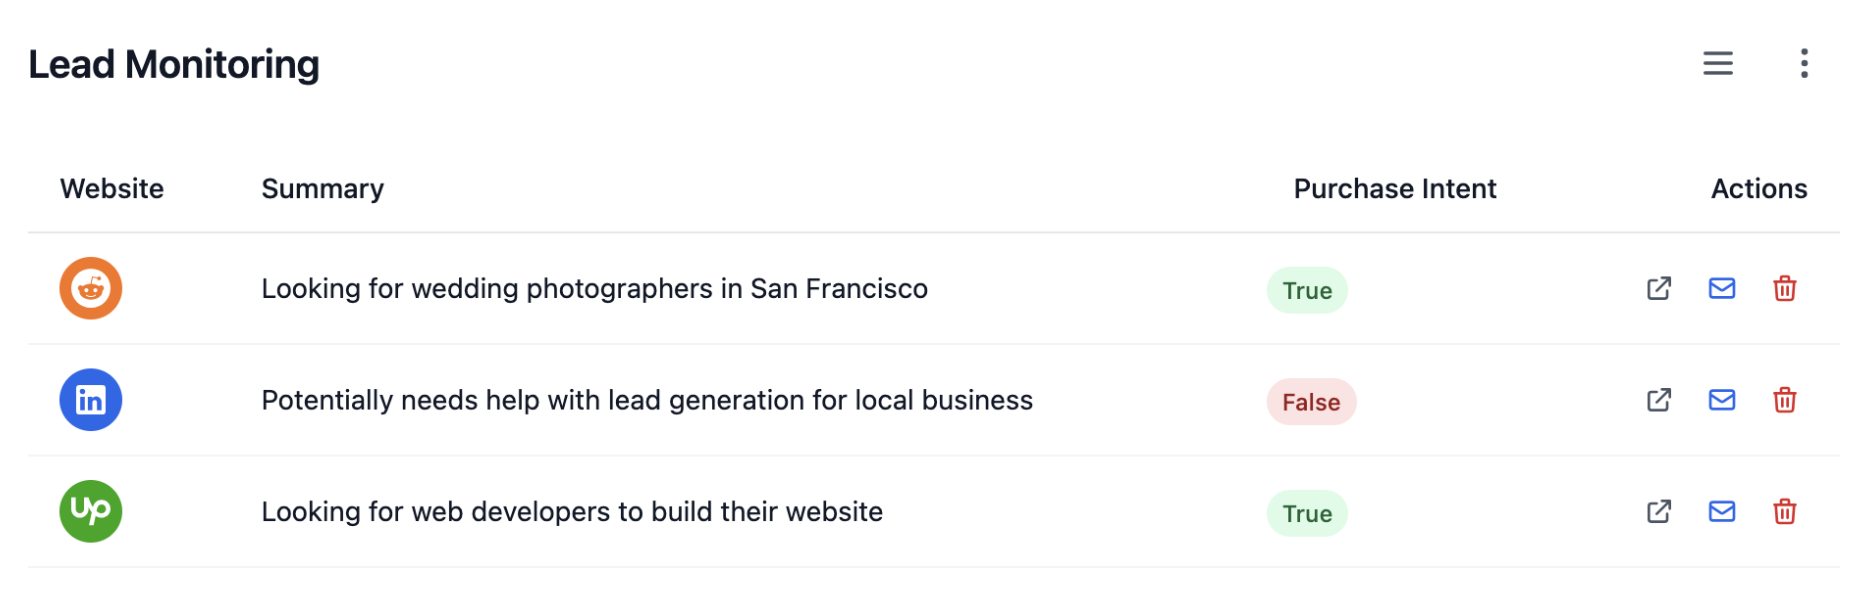 Lead Monitoring
Website Summary Purchase Intent Actions
Looking for wedding photographers in San Francisco True
in Potentially needs help with lead generation for local business False
Up Looking for web developers to build their website True